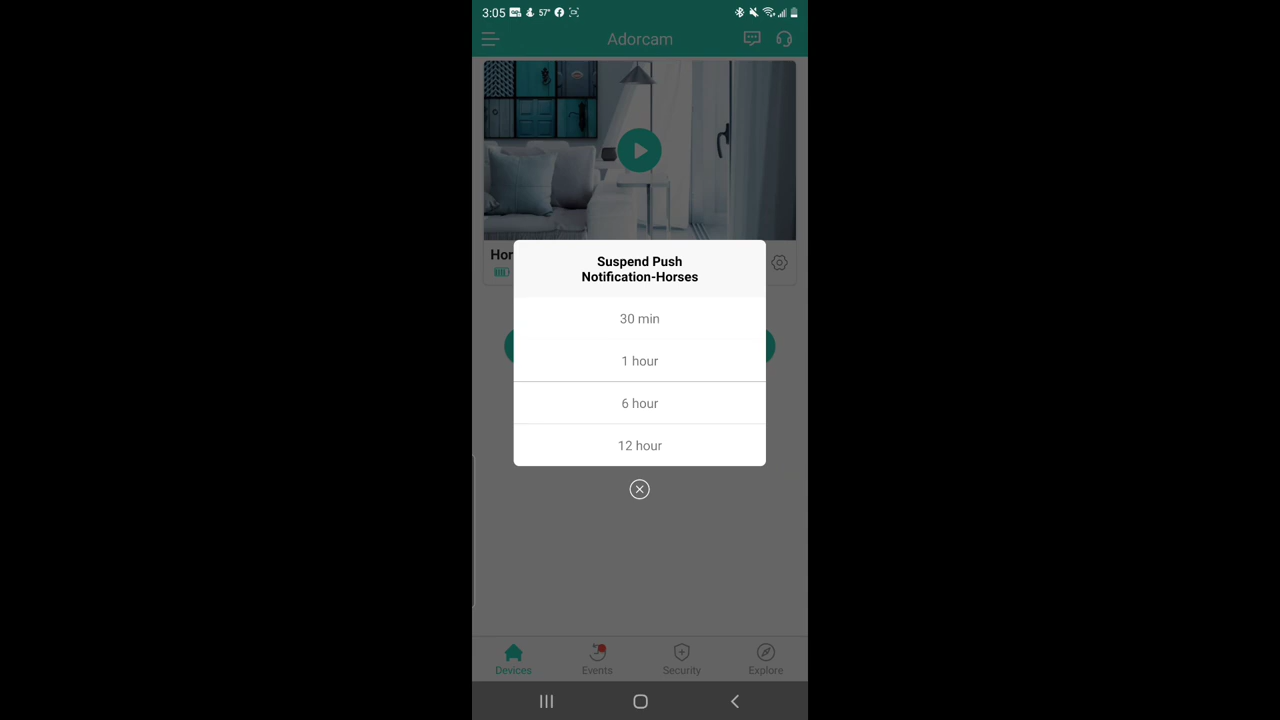 3:05 57°
Adorcam
Hor
Suspend Push
Notification-Horses
30 min
1 hour
6 hour
12 hour
Devices
Events
Security
Explore